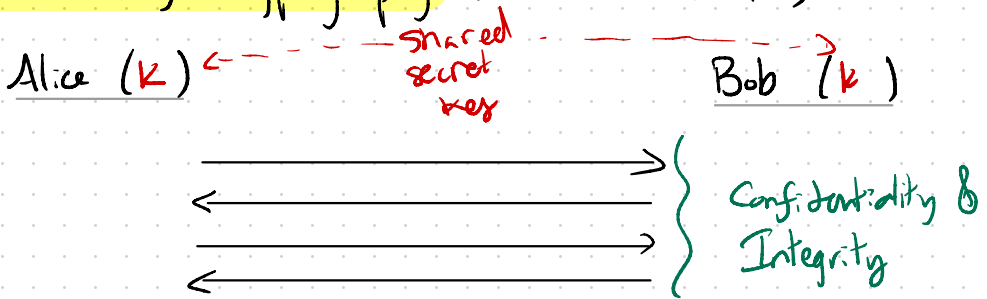 shared
Alice (K)
secret
Bob (k)
key
Confidentiality &
Integrity